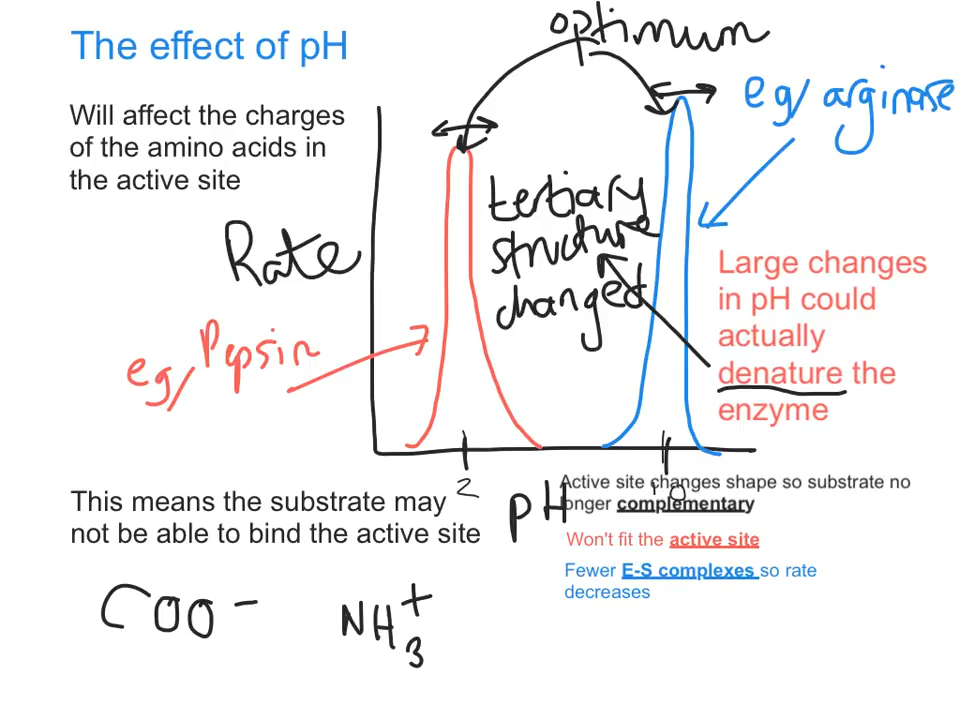 optimum
The effect of pH
eg/ arginase
Will affect the charges
of the amino acids in
the active site
tertiary
structure
changed
Rate
Large changes
in pH could
actually
denature the
enzyme
eg/ Pepsin
2
10
pH
This means the substrate may
not be able to bind the active site
Active site changes shape so substrate no
longer complementary
Won't fit the active site
Fewer E-S complexes so rate
decreases
COO⁻
NH₃⁺